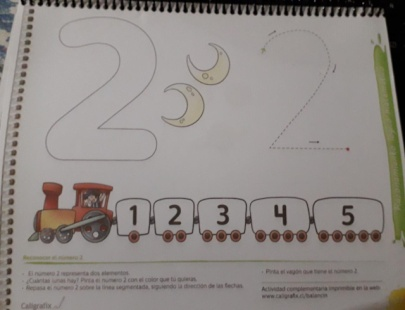 2 2
1 2 3 4 5
Reconocer el número 2
- El número 2 representa dos elementos.
- ¿Cuántas lunas hay? Pinta el número 2 con el color que tú quieras.
- Repasa el número 2 sobre la línea segmentada, siguiendo la dirección de las flechas.
- Pinta el vagón que tiene el número 2.
Actividad complementaria imprimible en la web:
www.caligrafix.cl/balancin
Caligrafix